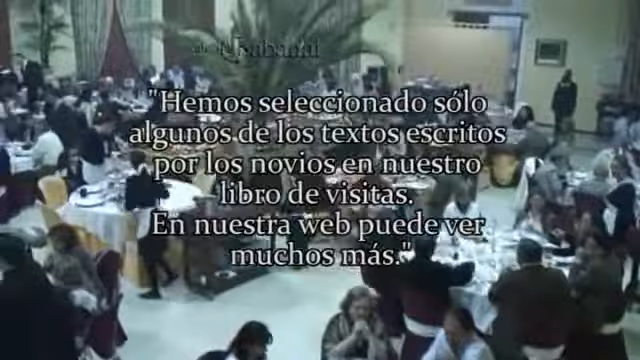 "Hemos seleccionado sólo
algunos de los textos escritos
por los novios en nuestro
libro de visitas.
En nuestra web puede ver
muchos más."